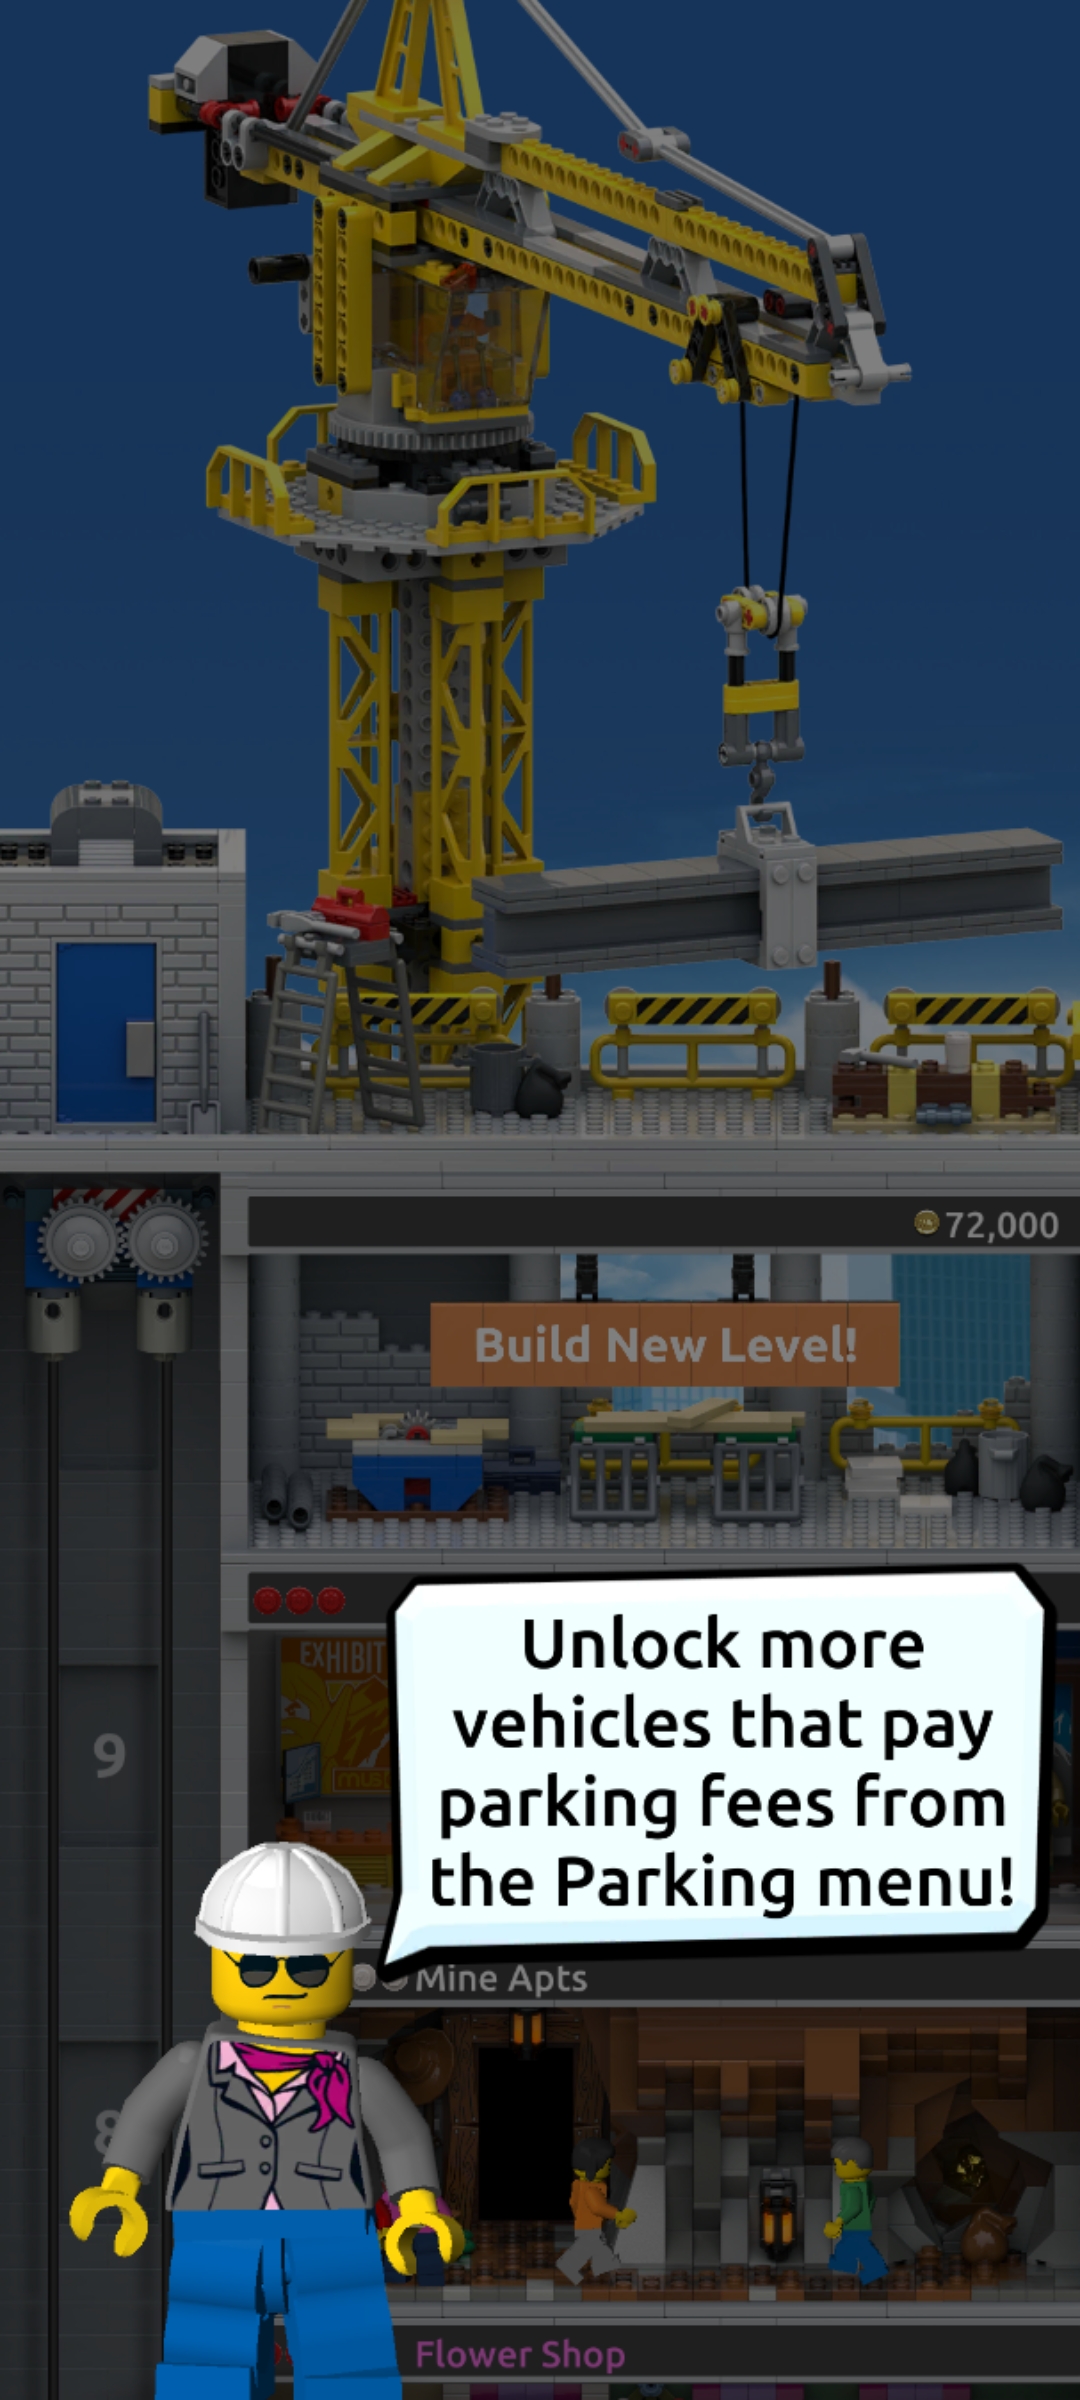 72,000
Build New Level!
EXHIBIT
Unlock more
vehicles that pay
parking fees from
the Parking menu!
9
Mine Apts
8
Flower Shop